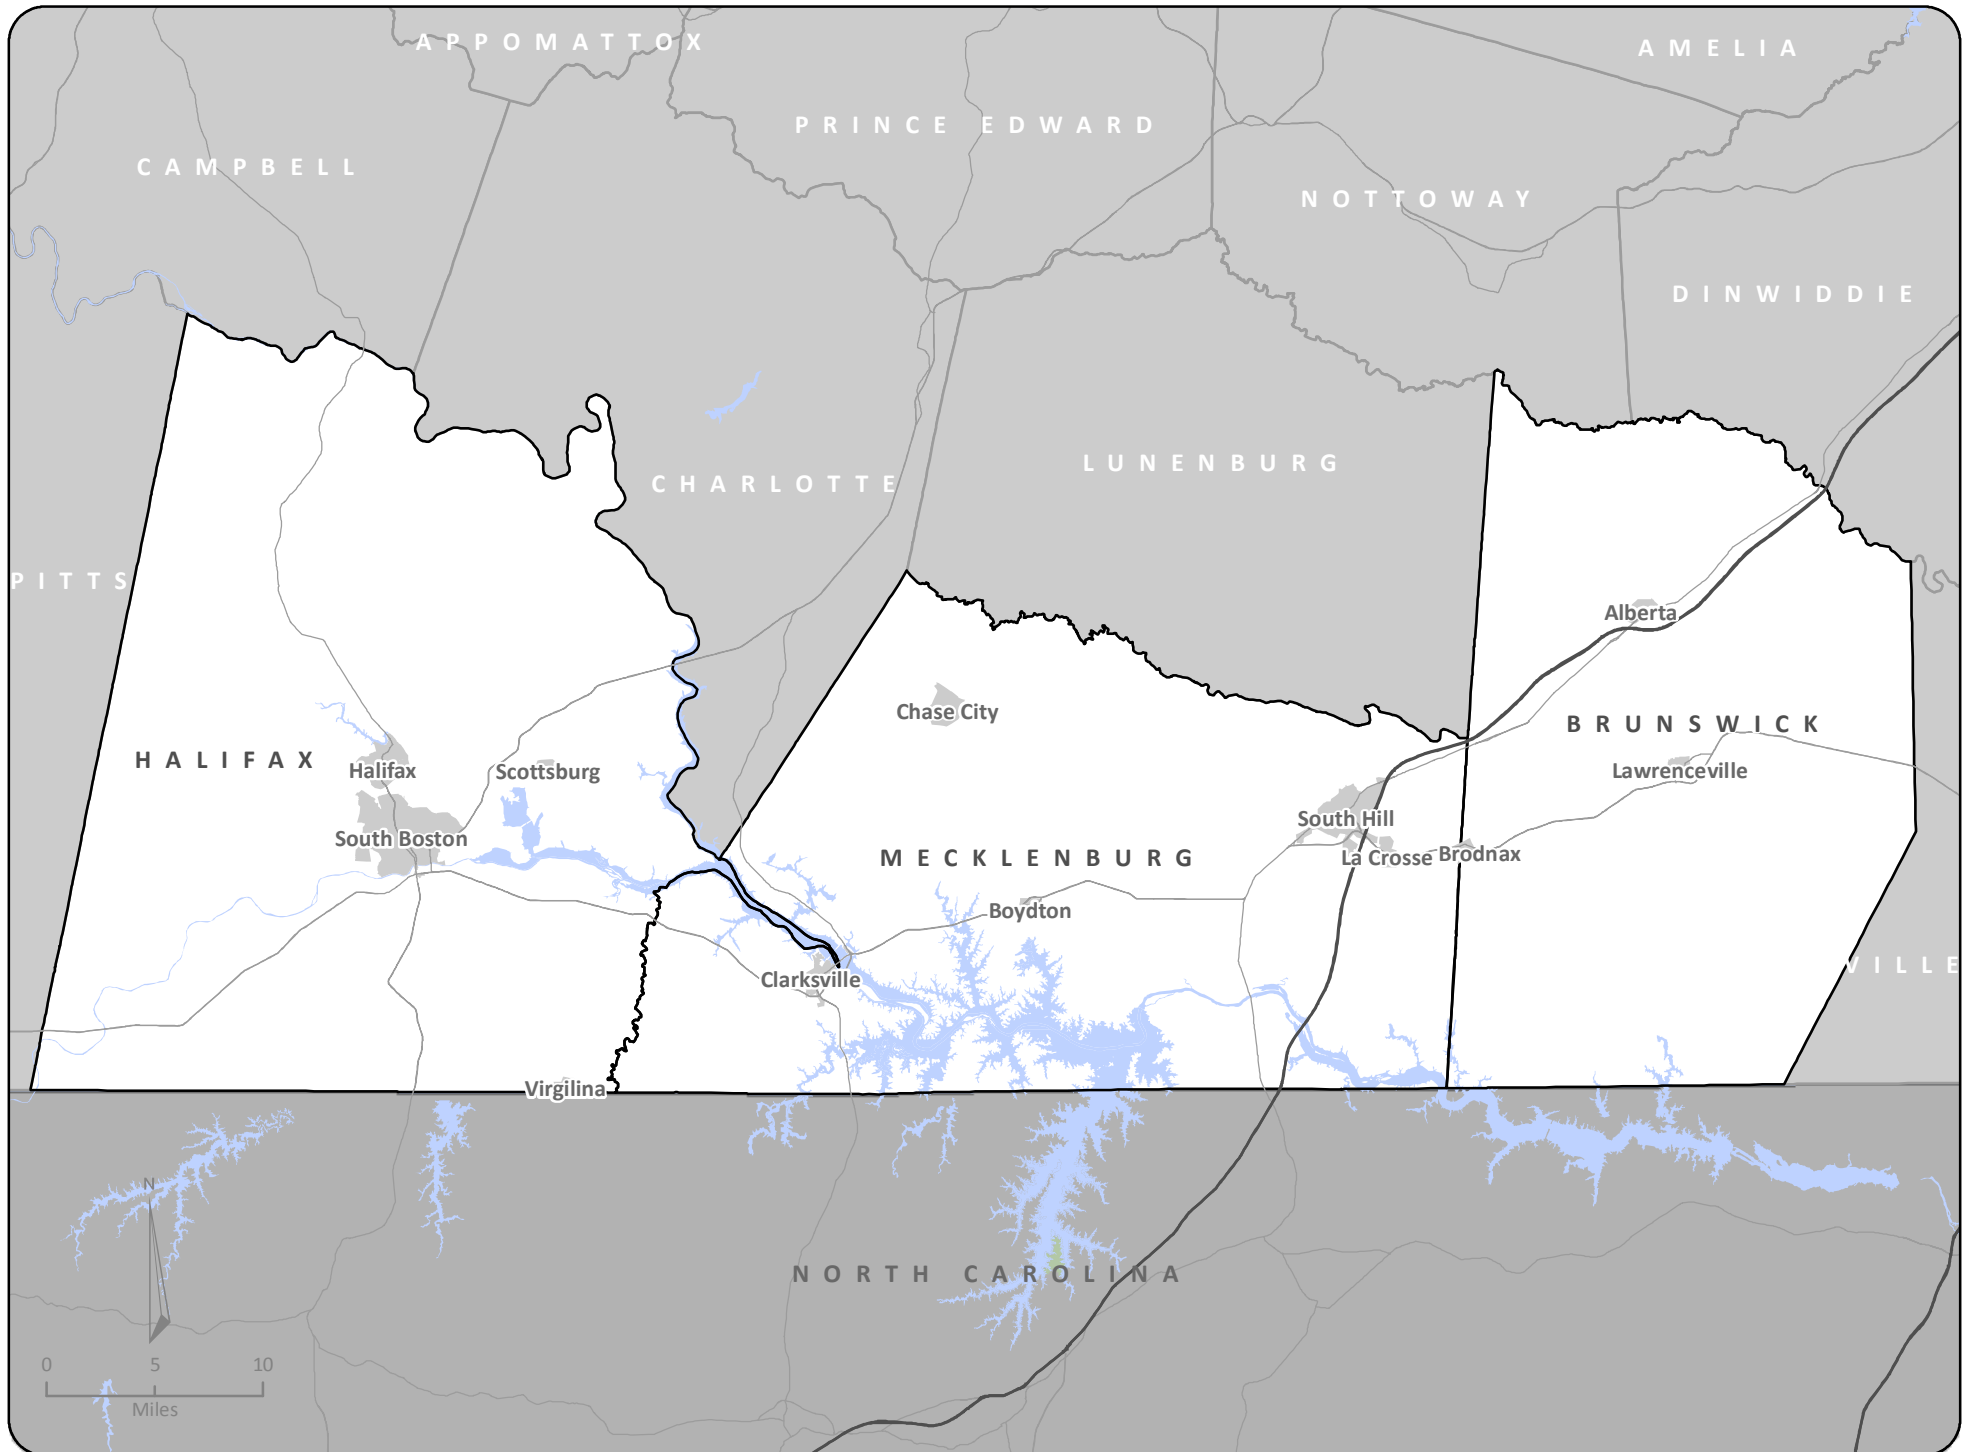 APPOMATTOX
AMELIA
PRINCE EDWARD
CAMPBELL
NOTTOWAY
DINWIDDIE
LUNENBURG
CHARLOTTE
PITTS
Alberta
Chase City
BRUNSWICK
HALIFAX
Halifax
Scottsburg
Lawrenceville
South Hill
South Boston
MECKLENBURG
La Crosse
Brodnax
Boydton
VILLE
Clarksville
Virgilina
N
NORTH CAROLINA
0 5 10
Miles